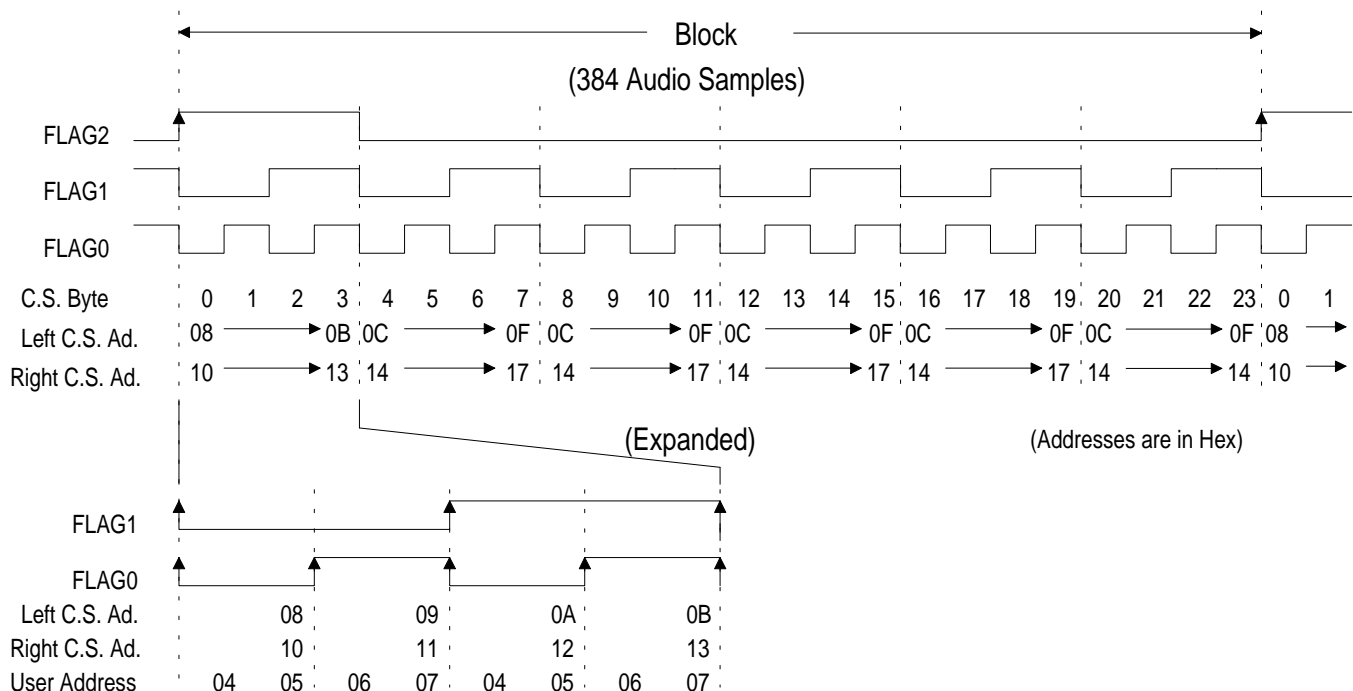 Block
(384 Audio Samples)
FLAG2
FLAG1
FLAG0
C.S. Byte 0 1 2 3 4 5 6 7 8 9 10 11 12 13 14 15 16 17 18 19 20 21 22 23 0 1
Left C.S. Ad. 08 0B 0C 0F 0C 0F 0C 0F 0C 0F 0C 0F 08
Right C.S. Ad. 10 13 14 17 14 17 14 17 14 17 14 14 10
(Expanded) (Addresses are in Hex)
FLAG1
FLAG0
Left C.S. Ad. 08 09 0A 0B
Right C.S. Ad. 10 11 12 13
User Address 04 05 06 07 04 05 06 07